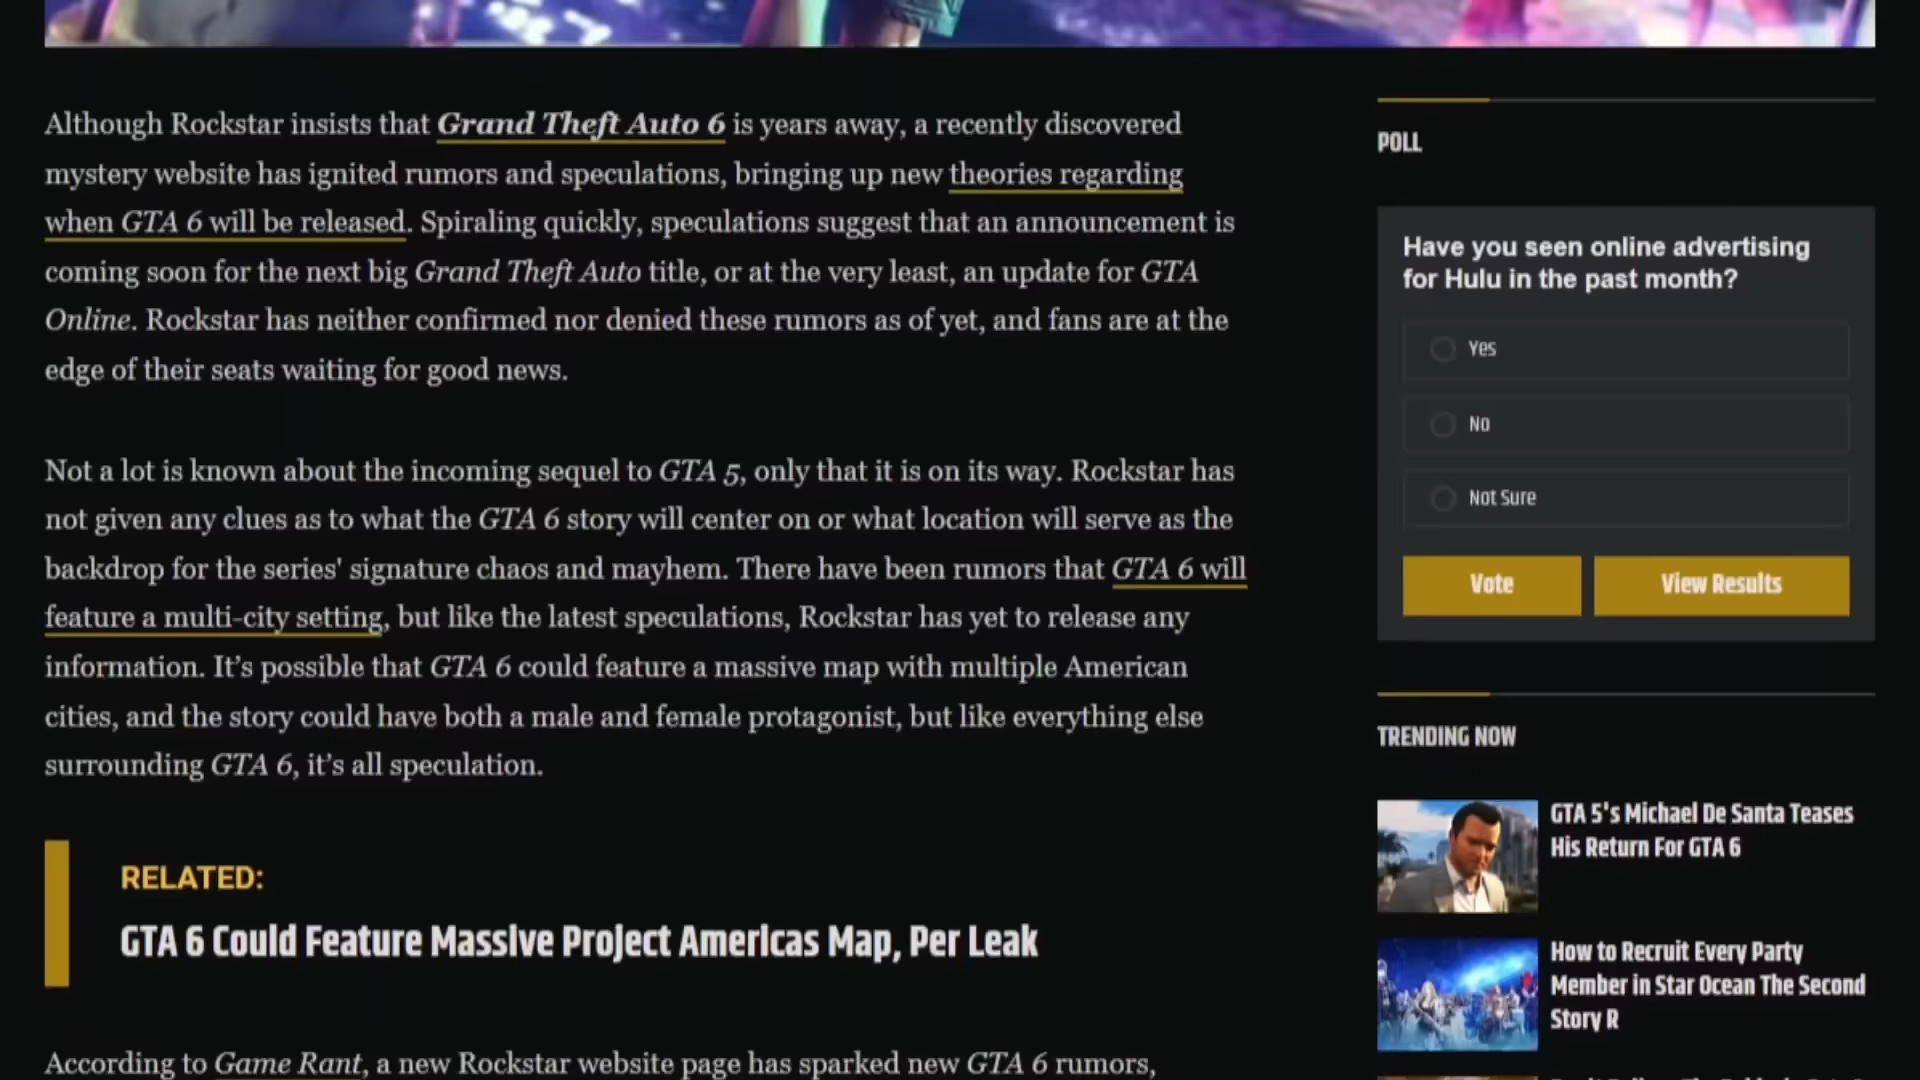 Although Rockstar insists that Grand Theft Auto 6 is years away, a recently discovered
mystery website has ignited rumors and speculations, bringing up new theories regarding
when GTA 6 will be released. Spiraling quickly, speculations suggest that an announcement is
coming soon for the next big Grand Theft Auto title, or at the very least, an update for GTA
Online. Rockstar has neither confirmed nor denied these rumors as of yet, and fans are at the
edge of their seats waiting for good news.
Not a lot is known about the incoming sequel to GTA 5, only that it is on its way. Rockstar has
not given any clues as to what the GTA 6 story will center on or what location will serve as the
backdrop for the series' signature chaos and mayhem. There have been rumors that GTA 6 will
feature a multi-city setting, but like the latest speculations, Rockstar has yet to release any
information. It’s possible that GTA 6 could feature a massive map with multiple American
cities, and the story could have both a male and female protagonist, but like everything else
surrounding GTA 6, it’s all speculation.
RELATED:
GTA 6 Could Feature Massive Project Americas Map, Per Leak
According to Game Rant, a new Rockstar website page has sparked new GTA 6 rumors,
POLL
Have you seen online advertising
for Hulu in the past month?
Yes
No
Not Sure
Vote
View Results
TRENDING NOW
GTA 5's Michael De Santa Teases
His Return For GTA 6
How to Recruit Every Party
Member in Star Ocean The Second
Story R